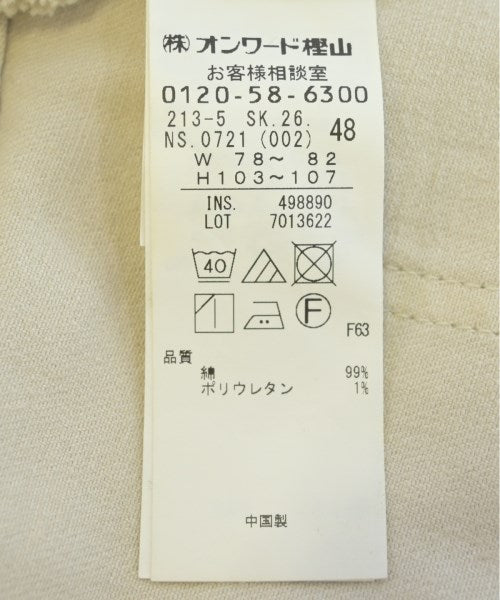 (株)オンワード樫山
お客様相談室
0120-58-6300
213-5 SK.26.
NS.0721(002) 48
W 78～ 82
H103～107
INS. 498890
LOT 7013622
40
F
F63
品質
綿 99%
ポリウレタン 1%
中国製